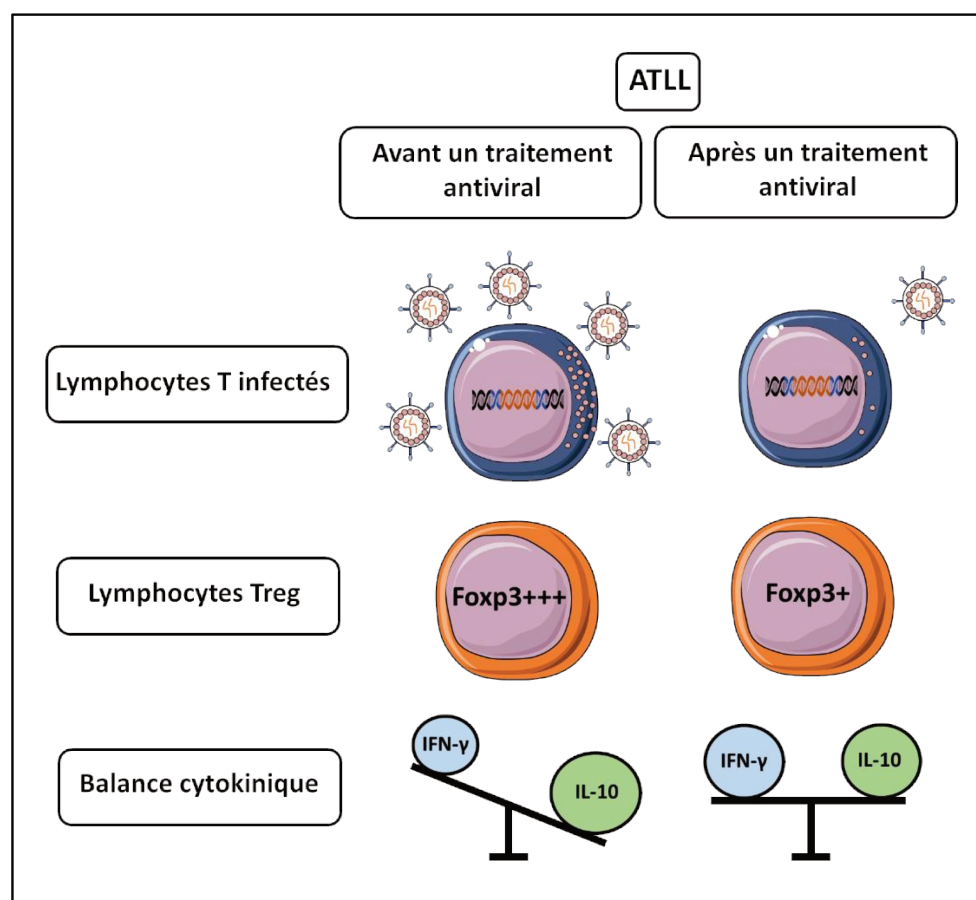 ATLL
Avant un traitement
antiviral
Après un traitement
antiviral
Lymphocytes T infectés
Lymphocytes Treg
Foxp3+++
Foxp3+
Balance cytokinique
IFN-γ
IL-10
IFN-γ
IL-10